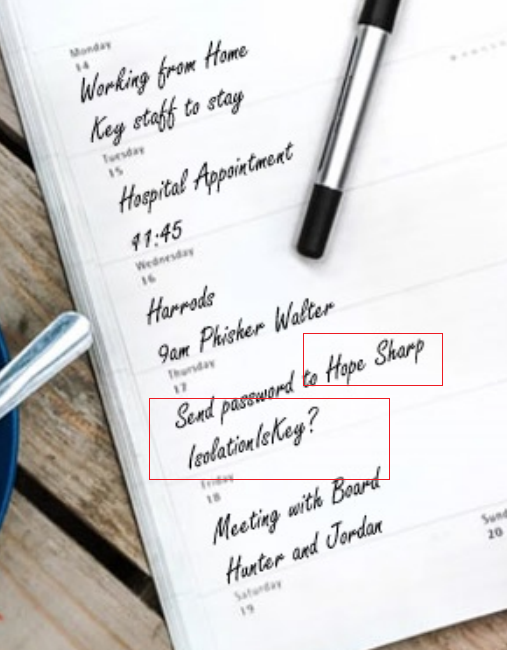 Monday
14
Working from Home
Key staff to stay
Tuesday
15
Hospital Appointment
11:45
Wednesday
16
Harrods
9am Phisher Walter
Thursday
17
Send password to Hope Sharp
IsolationIsKey?
Friday
18
Meeting with Board
Hunter and Jordan
Saturday
19
Sund
20